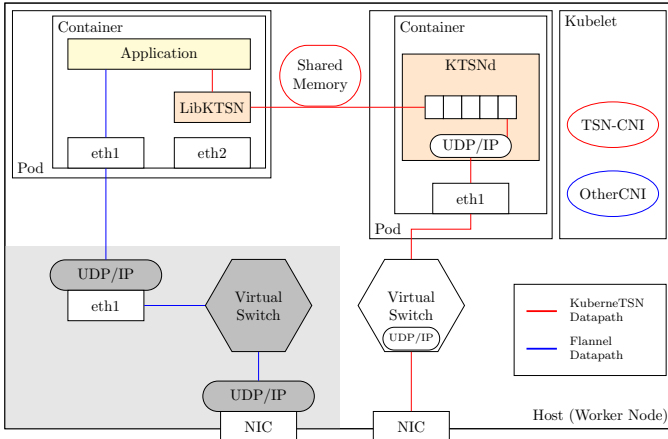 Container
Application
LibKTSN
eth1
eth2
Pod
Shared
Memory
Container
KTSNd
UDP/IP
eth1
Pod
Kubelet
TSN-CNI
OtherCNI
UDP/IP
eth1
Virtual
Switch
UDP/IP
NIC
Virtual
Switch
UDP/IP
NIC
KuberneTSN
Datapath
Flannel
Datapath
Host (Worker Node)